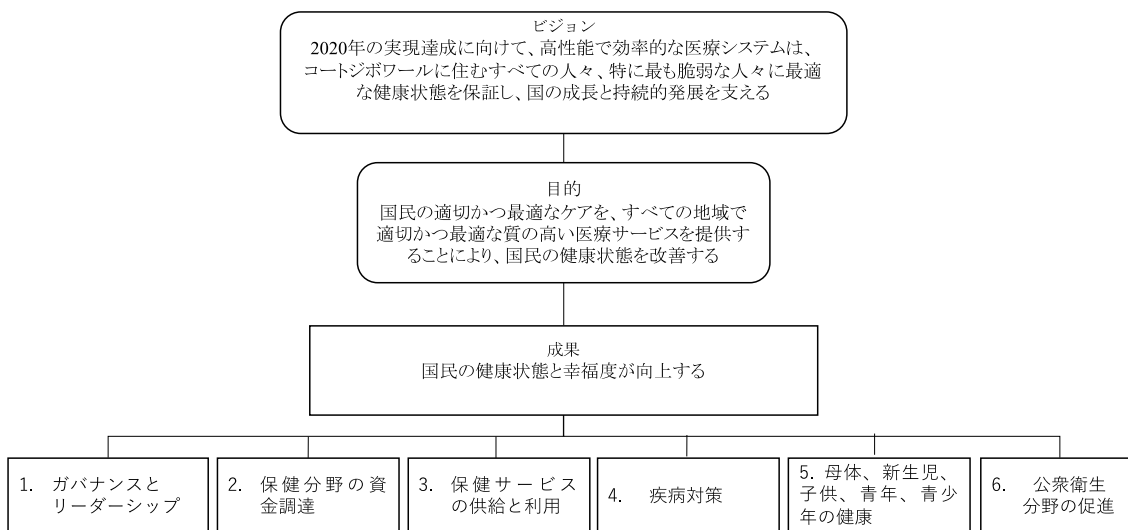 ビジョン
2020年の実現達成に向けて、高性能で効率的な医療システムは、
コートジボワールに住むすべての人々、特に最も脆弱な人々に最適
な健康状態を保証し、国の成長と持続的発展を支える
目的
国民の適切かつ最適なケアを、すべての地域で
適切かつ最適な質の高い医療サービスを提供す
ることにより、国民の健康状態を改善する
成果
国民の健康状態と幸福度が向上する
1. ガバナンスと
リーダーシップ
2. 保健分野の資
金調達
3. 保健サービス
の供給と利用
4. 疾病対策
5. 母体、新生児、
子供、青年、青少
年の健康
6. 公衆衛生
分野の促進